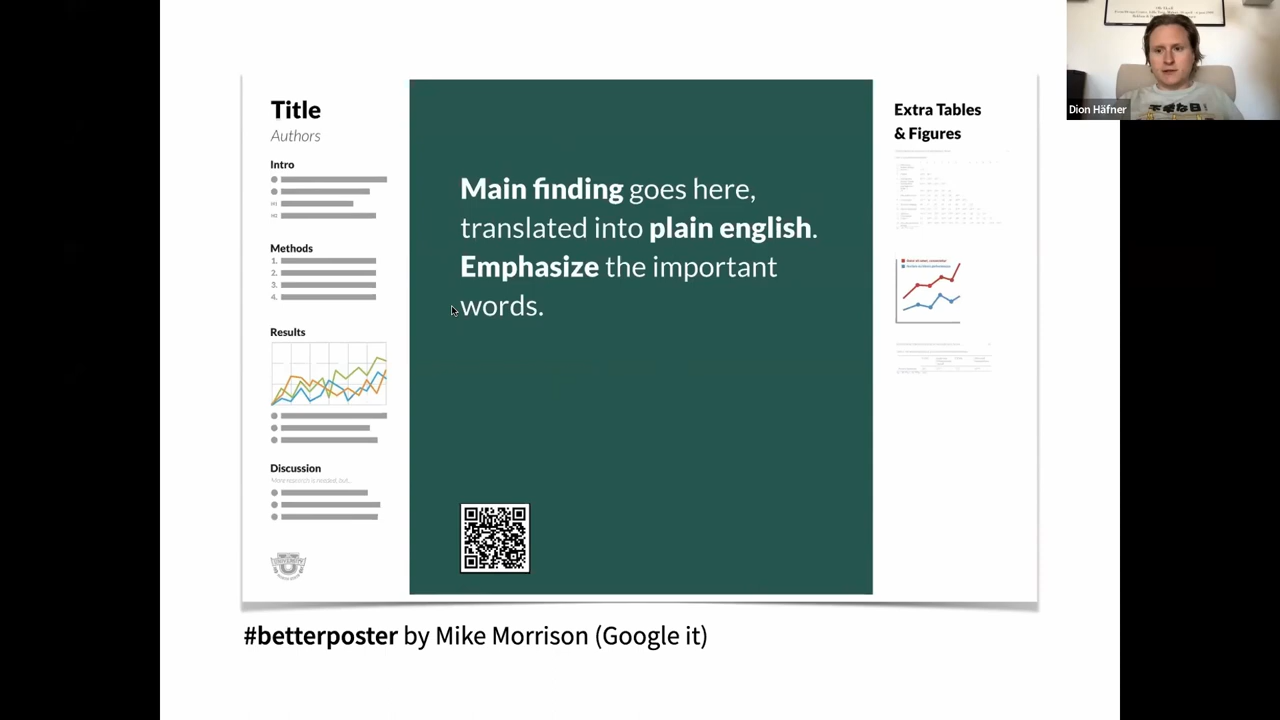 Title
Authors
Intro
H1
H2
Methods
1.
2.
3.
4.
Results
Discussion
More research is needed, but...
Main finding goes here,
translated into plain english.
Emphasize the important
words.
Extra Tables
& Figures
#betterposter by Mike Morrison (Google it)
Dion Häfner